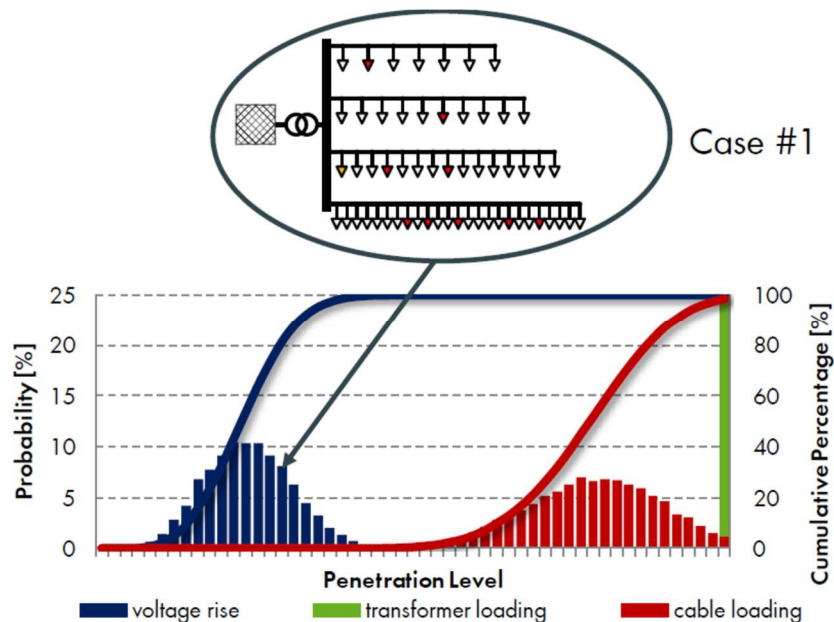 Case #1
25
20
15
10
5
0
Probability [%]
100
80
60
40
20
0
Cumulative Percentage [%]
Penetration Level
voltage rise
transformer loading
cable loading